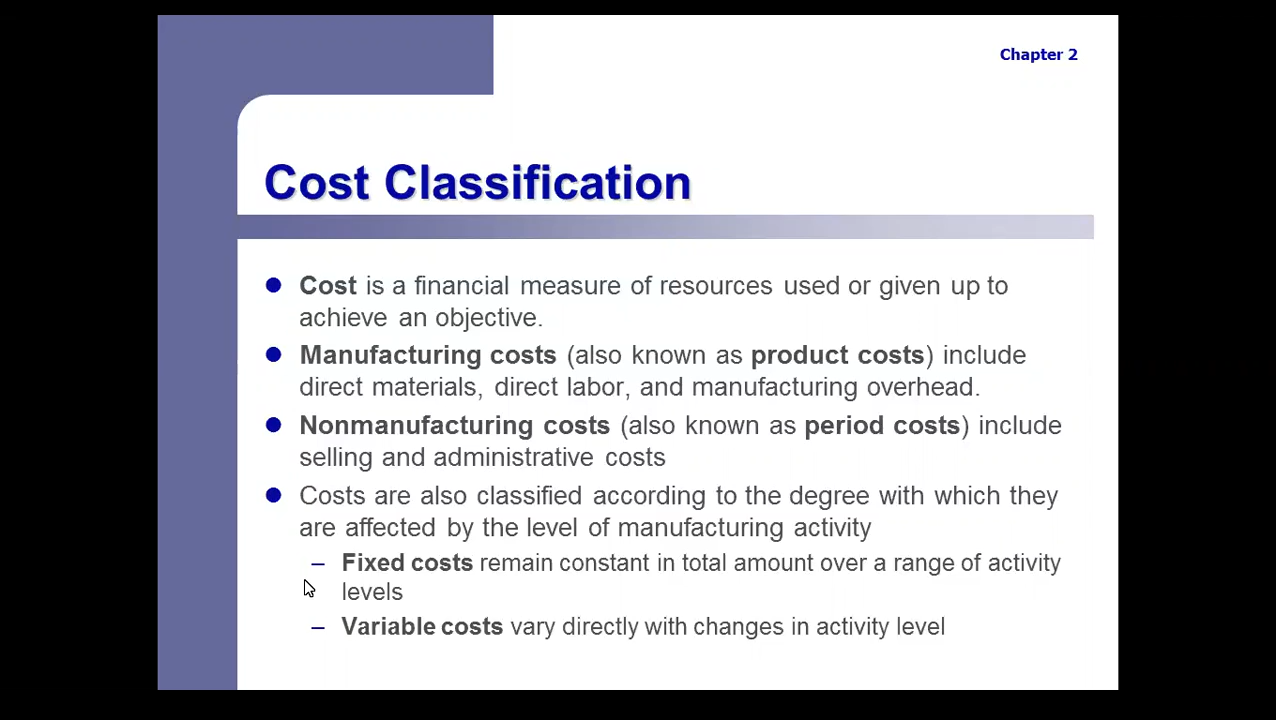 Chapter 2
Cost Classification
Cost is a financial measure of resources used or given up to
achieve an objective.
Manufacturing costs (also known as product costs) include
direct materials, direct labor, and manufacturing overhead.
Nonmanufacturing costs (also known as period costs) include
selling and administrative costs
Costs are also classified according to the degree with which they
are affected by the level of manufacturing activity
– Fixed costs remain constant in total amount over a range of activity
levels
– Variable costs vary directly with changes in activity level